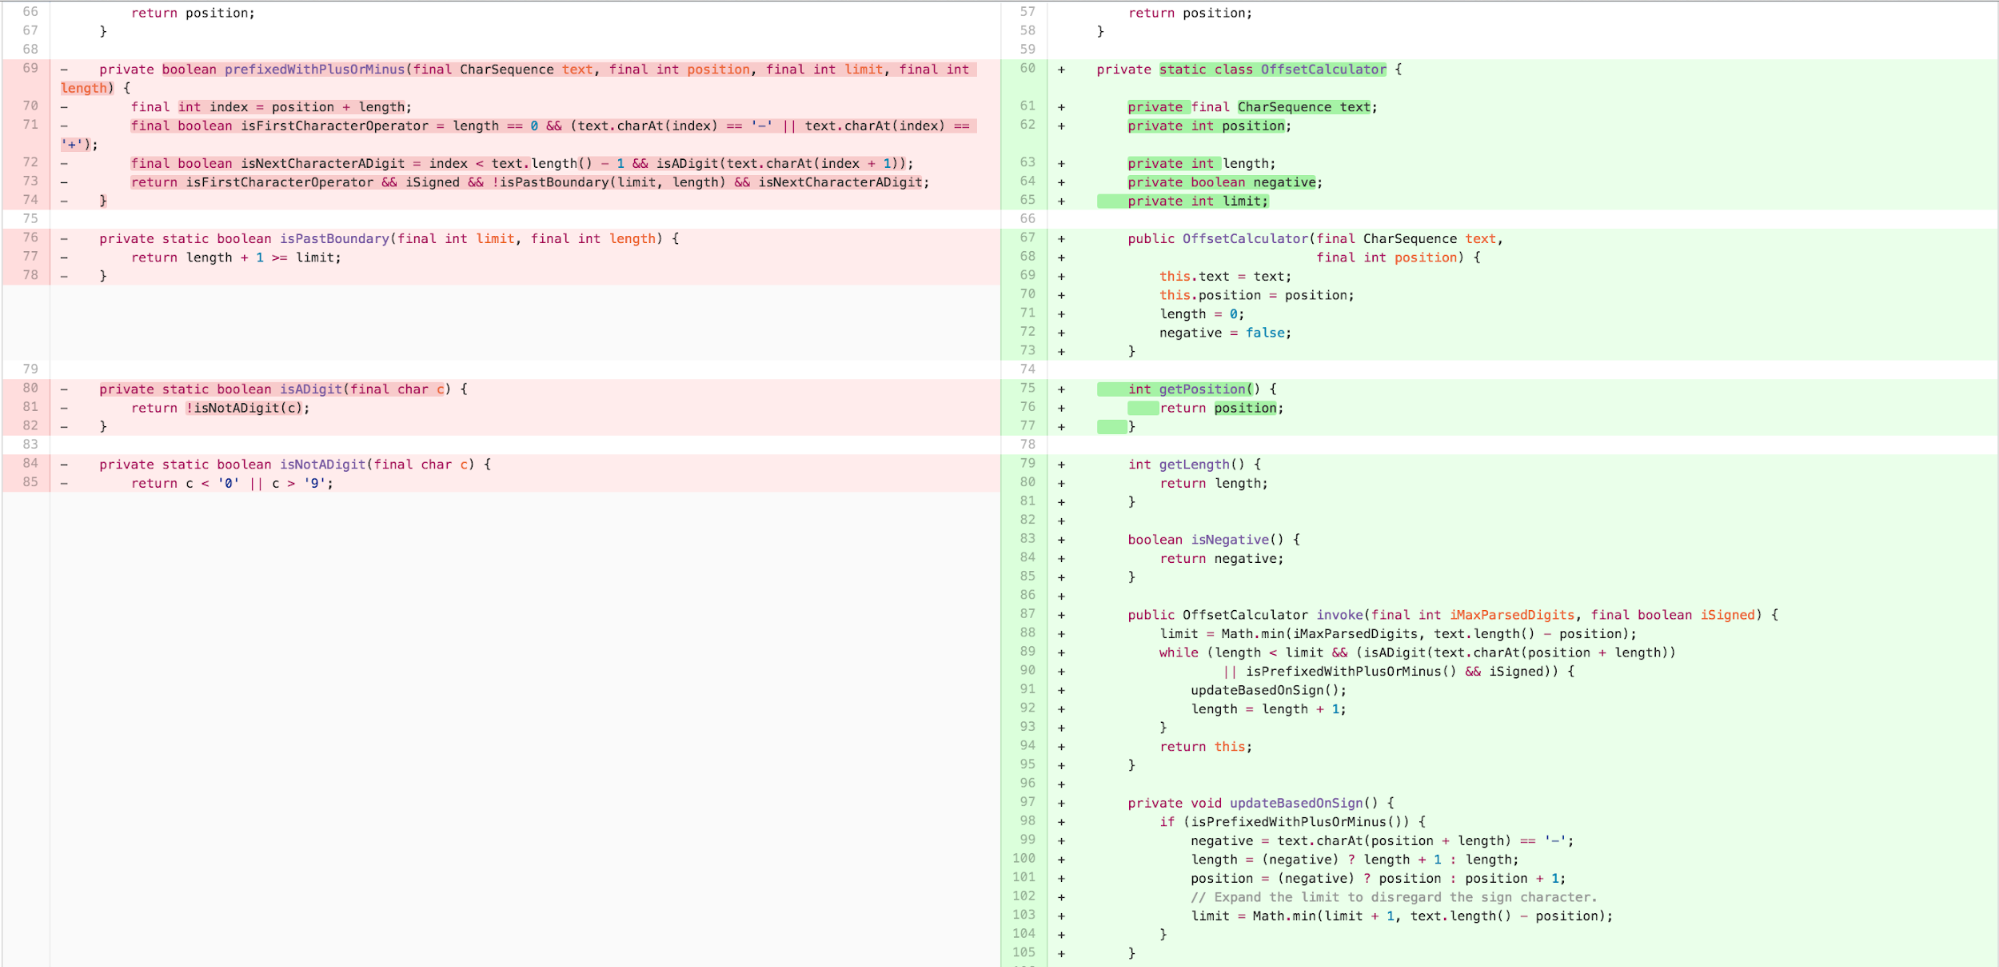 66 return position;
67 }
68
69 - private boolean prefixedWithPlusOrMinus(final CharSequence text, final int position, final int limit, final int
length) {
70 - final int index = position + length;
71 - final boolean isFirstCharacterOperator = length == 0 && (text.charAt(index) == '-' || text.charAt(index) ==
'+');
72 - final boolean isNextCharacterADigit = index < text.length() - 1 && isADigit(text.charAt(index + 1));
73 - return isFirstCharacterOperator && iSigned && !isPastBoundary(limit, length) && isNextCharacterADigit;
74 - }
75
76 - private static boolean isPastBoundary(final int limit, final int length) {
77 - return length + 1 >= limit;
78 - }
79
80 - private static boolean isADigit(final char c) {
81 - return !isNotADigit(c);
82 - }
83
84 - private static boolean isNotADigit(final char c) {
85 - return c < '0' || c > '9';
57 return position;
58 }
59
60 + private static class OffsetCalculator {
61 + private final CharSequence text;
62 + private int position;
63 + private int length;
64 + private boolean negative;
65 + private int limit;
66
67 + public OffsetCalculator(final CharSequence text,
68 + final int position) {
69 + this.text = text;
70 + this.position = position;
71 + length = 0;
72 + negative = false;
73 + }
74
75 + int getPosition() {
76 + return position;
77 + }
78
79 + int getLength() {
80 + return length;
81 + }
82 +
83 + boolean isNegative() {
84 + return negative;
85 + }
86 +
87 + public OffsetCalculator invoke(final int iMaxParsedDigits, final boolean iSigned) {
88 + limit = Math.min(iMaxParsedDigits, text.length() - position);
89 + while (length < limit && (isADigit(text.charAt(position + length))
90 + || isPrefixedWithPlusOrMinus() && iSigned)) {
91 + updateBasedOnSign();
92 + length = length + 1;
93 + }
94 + return this;
95 + }
96 +
97 + private void updateBasedOnSign() {
98 + if (isPrefixedWithPlusOrMinus()) {
99 + negative = text.charAt(position + length) == '-';
100 + length = (negative) ? length + 1 : length;
101 + position = (negative) ? position : position + 1;
102 + // Expand the limit to disregard the sign character.
103 + limit = Math.min(limit + 1, text.length() - position);
104 + }
105 + }